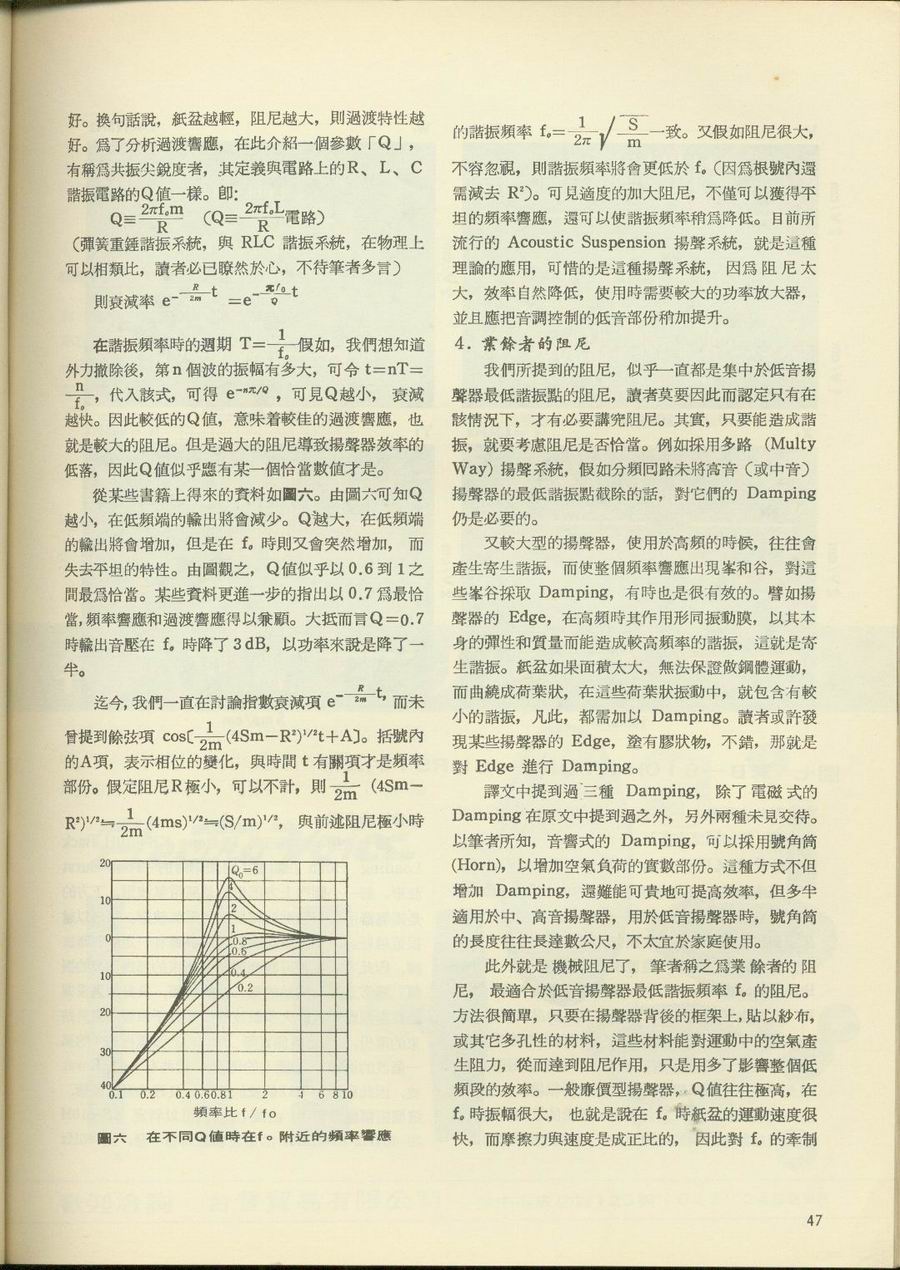 好。換句話說，紙盆越輕，阻尼越大，則過渡特性越
好。爲了分析過渡響應，在此介紹一個參數「Q」，
有稱爲共振尖銳度者，其定義與電路上的R、L、C
諧振電路的Q值一樣。卽：
Q≡2πf。m/R （Q≡2πf。L/R電路）
（彈簧重錘諧振系統，與 RLC 諧振系統，在物理上
可以相類比，讀者必已瞭然於心，不待筆者多言）
則衰減率 e^(-R/2m t) =e^(-πf0/Q t)
在諧振頻率時的週期 T=1/f。假如，我們想知道
外力撤除後，第n個波的振幅有多大，可令 t=nT=
n/f。，代入該式，可得 e^(-nπ/Q) ，可見Q越小，衰減
越快。因此較低的Q值，意味着較佳的過渡響應，也
就是較大的阻尼。但是過大的阻尼導致揚聲器效率的
低落，因此Q值似乎應有某一個恰當數值才是。
從某些書籍上得來的資料如圖六。由圖六可知Q
越小，在低頻端的輸出將會減少。Q越大，在低頻端
的輸出將會增加，但是在 f。時則又會突然增加，而
失去平坦的特性。由圖觀之，Q值似乎以 0.6 到 1 之
間最爲恰當。某些資料更進一步的指出以 0.7 爲最恰
當，頻率響應和過渡響應得以兼顧。大抵而言Q=0.7
時輸出音壓在 f。時降了 3 dB，以功率來說是降了一
半。
迄今，我們一直在討論指數衰減項 e^(-R/2m t)，而未
曾提到餘弦項 cos〔1/2m(4Sm－R²)^1/2 t＋A〕。括號內
的A項，表示相位的變化，與時間 t 有關項才是頻率
部份。假定阻尼R極小，可以不計，則 1/2m (4Sm－
R²)^1/2≒1/2m(4ms)^1/2≒(S/m)^1/2， 與前述阻尼極小時
20
10
0
10
20
30
40
Q0=6
4
2
1
0.8
0.6
0.4
0.2
0.1 0.2 0.4 0.6 0.8 1 2 4 6 8 10
頻率比 f / fo
圖六 在不同Q値時在f。附近的頻率響應
的諧振頻率 f。=1/2π √S/m 一致。又假如阻尼很大，
不容忽視，則諧振頻率將會更低於 f。（因爲根號內還
需減去 R²）。可見適度的加大阻尼，不僅可以獲得平
坦的頻率響應，還可以使諧振頻率稍爲降低。目前所
流行的 Acoustic Suspension 揚聲系統，就是這種
理論的應用，可惜的是這種揚聲系統，因爲阻尼太
大，效率自然降低，使用時需要較大的功率放大器，
並且應把音調控制的低音部份稍加提升。
4．業餘者的阻尼
我們所提到的阻尼，似乎一直都是集中於低音揚
聲器最低諧振點的阻尼，讀者莫要因此而認定只有在
該情況下，才有必要講究阻尼。其實，只要能造成諧
振，就要考慮阻尼是否恰當。例如採用多路 （Multy
Way）揚聲系統，假如分頻回路未將高音（或中音）
揚聲器的最低諧振點截除的話，對它們的 Damping
仍是必要的。
又較大型的揚聲器，使用於高頻的時候，往往會
產生寄生諧振，而使整個頻率響應出現峯和谷，對這
些峯谷採取 Damping，有時也是很有效的。譬如揚
聲器的 Edge，在高頻時其作用形同振動膜，以其本
身的彈性和質量而能造成較高頻率的諧振，這就是寄
生諧振。紙盆如果面積太大，無法保證做鋼體運動，
而曲繞成荷葉狀，在這些荷葉狀振動中，就包含有較
小的諧振，凡此，都需加以 Damping。讀者或許發
現某些揚聲器的 Edge，塗有膠狀物，不錯，那就是
對 Edge 進行 Damping。
譯文中提到過三種 Damping，除了電磁式的
Damping 在原文中提到過之外，另外兩種未見交待。
以筆者所知，音響式的 Damping，可以採用號角筒
(Horn)，以增加空氣負荷的實數部份。這種方式不但
增加 Damping，還難能可貴地可提高效率，但多半
適用於中、高音揚聲器，用於低音揚聲器時，號角筒
的長度往往長達數公尺，不太宜於家庭使用。
此外就是機械阻尼了，筆者稱之爲業餘者的阻
尼，最適合於低音揚聲器最低諧振頻率 f。的阻尼。
方法很簡單，只要在揚聲器背後的框架上，貼以紗布，
或其它多孔性的材料，這些材料能對運動中的空氣產
生阻力，從而達到阻尼作用，只是用多了影響整個低
頻段的效率。一般廉價型揚聲器，Q値往往極高，在
f。時振幅很大，也就是說在 f。時紙盆的運動速度很
快，而摩擦力與速度是成正比的，因此對 f。的牽制
47